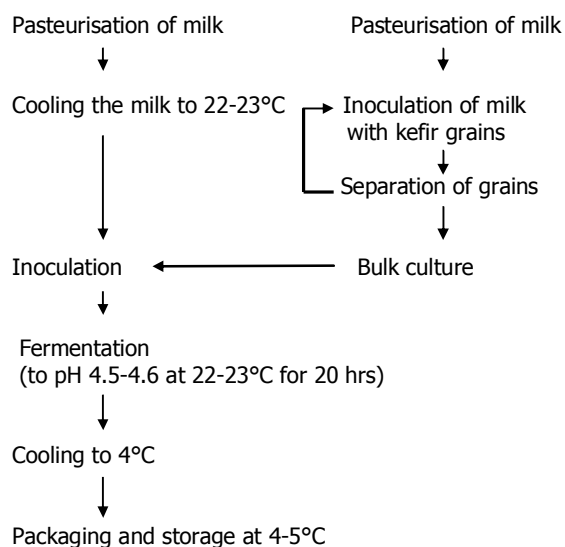 Pasteurisation of milk
Pasteurisation of milk
Cooling the milk to 22-23°C
Inoculation of milk
with kefir grains
Separation of grains
Inoculation
Bulk culture
Fermentation
(to pH 4.5-4.6 at 22-23°C for 20 hrs)
Cooling to 4°C
Packaging and storage at 4-5°C